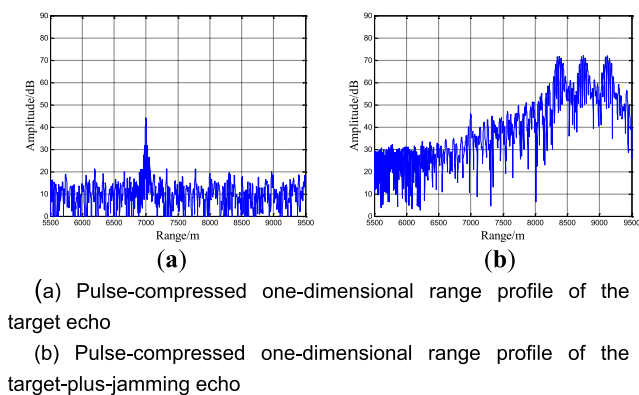 90
80
70
60
50
40
30
20
10
0
Amplitude/dB
5500 6000 6500 7000 7500 8000 8500 9000 9500
Range/m
(a)
90
80
70
60
50
40
30
20
10
0
Amplitude/dB
5500 6000 6500 7000 7500 8000 8500 9000 9500
Range/m
(b)
(a) Pulse-compressed one-dimensional range profile of the
target echo
(b) Pulse-compressed one-dimensional range profile of the
target-plus-jamming echo